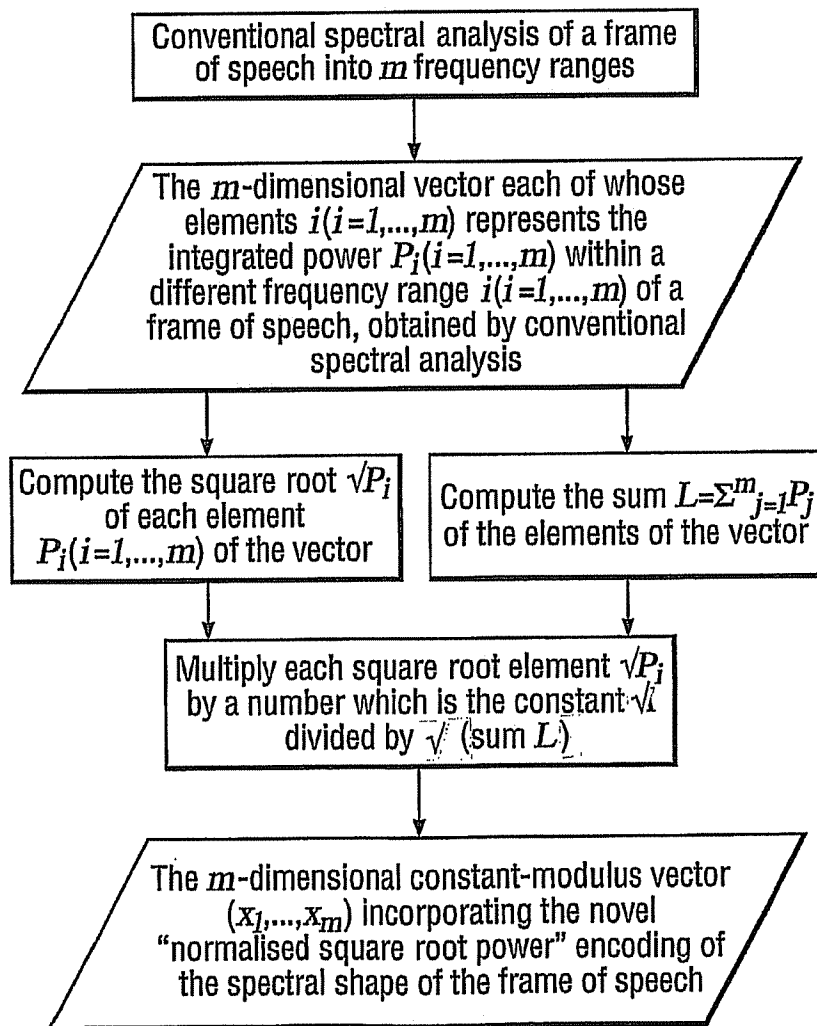 Conventional spectral analysis of a frame
of speech into m frequency ranges
The m-dimensional vector each of whose
elements i(i=1,...,m) represents the
integrated power Pi(i=1,...,m) within a
different frequency range i(i=1,...,m) of a
frame of speech, obtained by conventional
spectral analysis
Compute the square root √Pi
of each element
Pi(i=1,...,m) of the vector
Compute the sum L=Σ^m_j=1 Pj
of the elements of the vector
Multiply each square root element √Pi
by a number which is the constant
divided by √ (sum L)
The m-dimensional constant-modulus vector
(x1,...,xm) incorporating the novel
“normalised square root power” encoding of
the spectral shape of the frame of speech